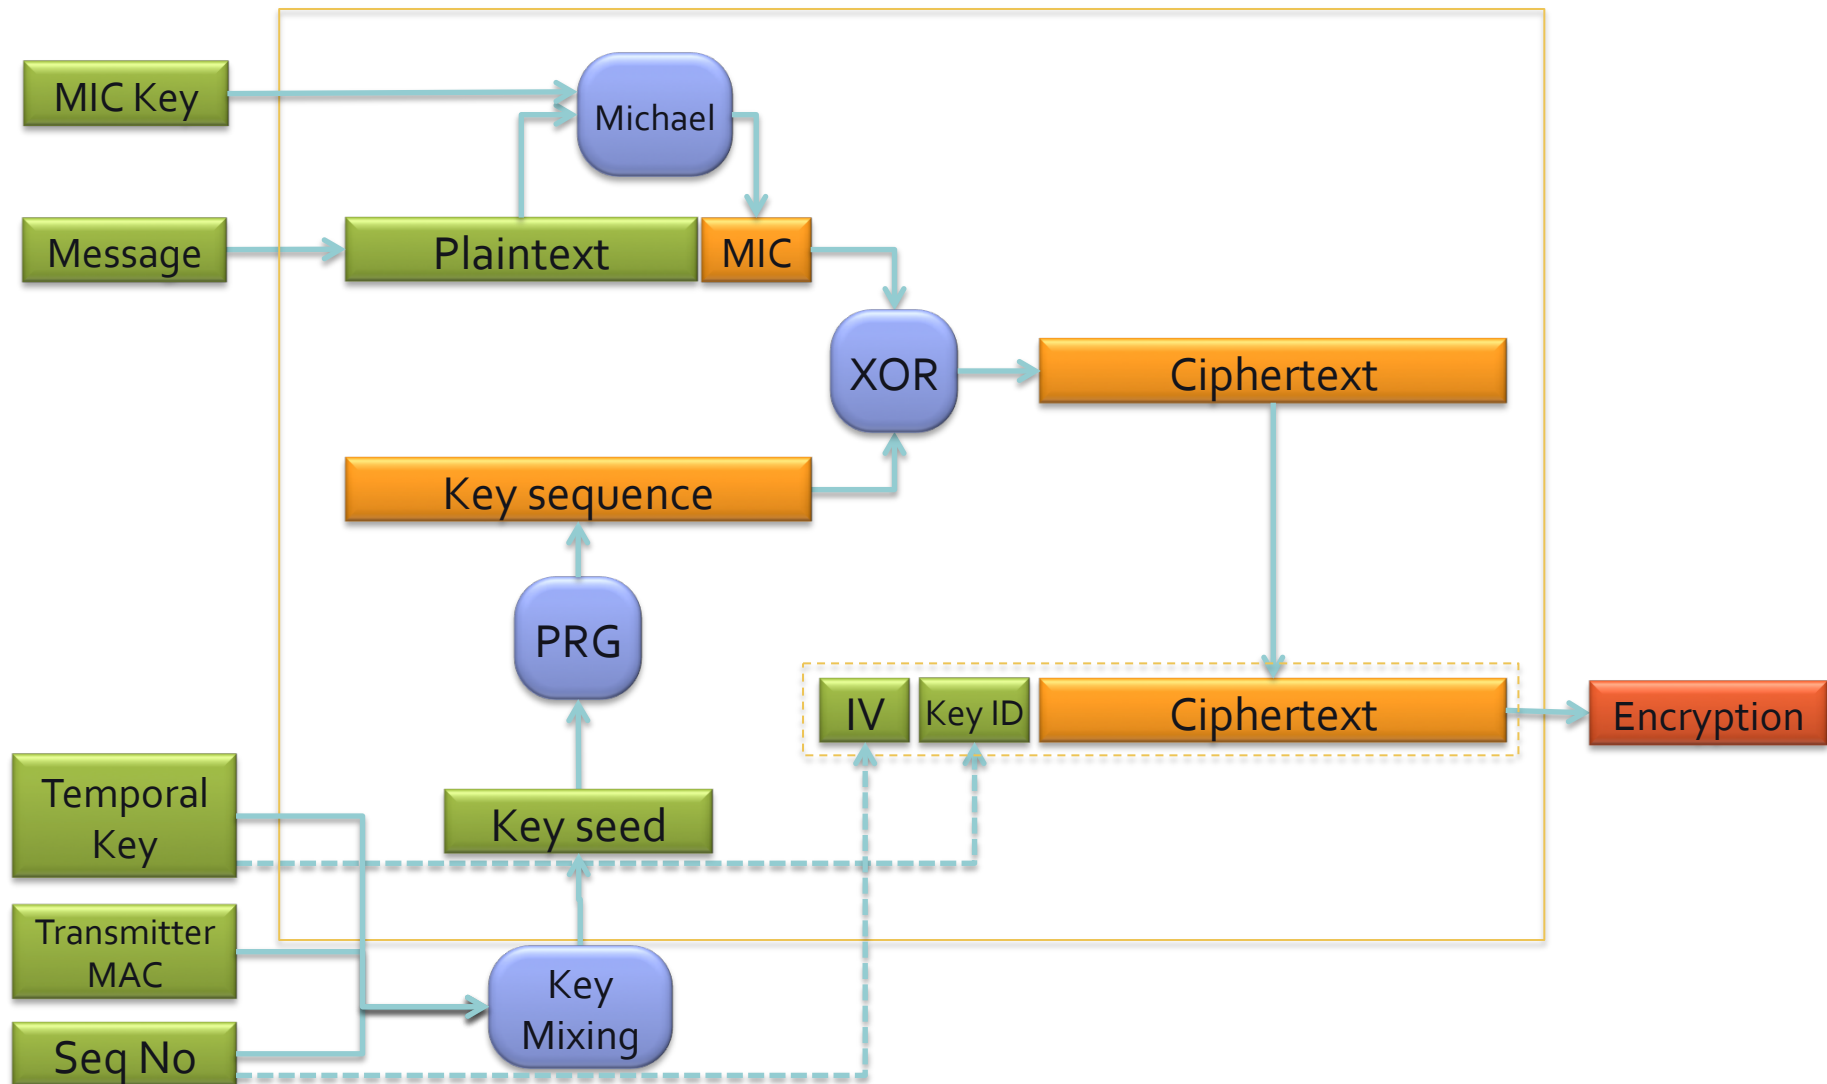 MIC Key
Michael
Message
Plaintext
MIC
XOR
Ciphertext
Key sequence
PRG
IV
Key ID
Ciphertext
Encryption
Temporal
Key
Key seed
Transmitter
MAC
Key
Mixing
Seq No